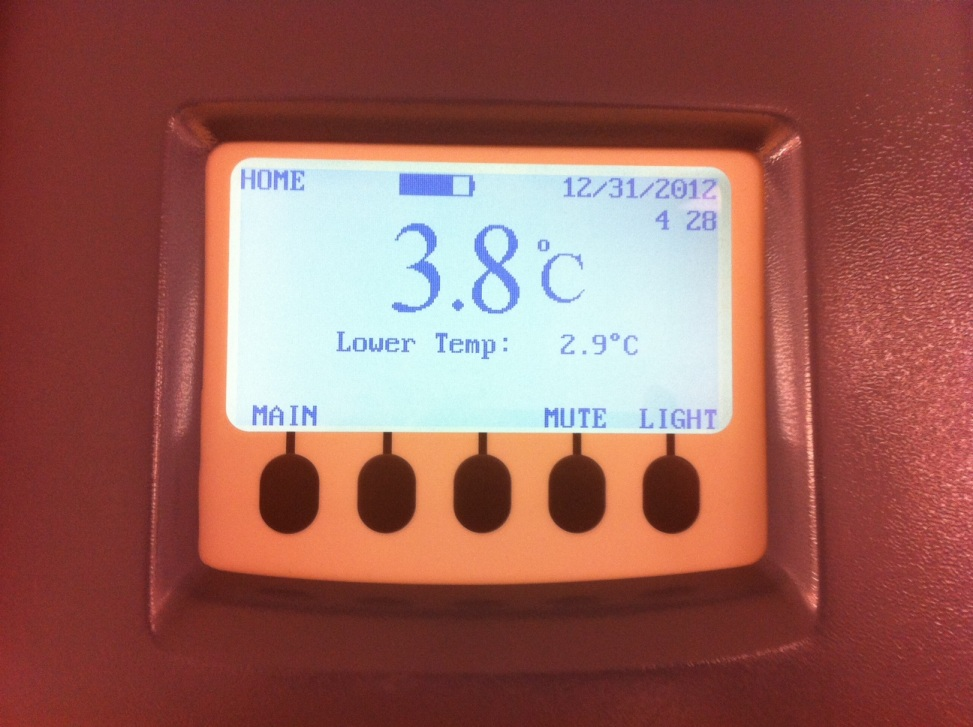 HOME 12/31/2012
4 28
3.8°C
Lower Temp: 2.9°C
MAIN MUTE LIGHT